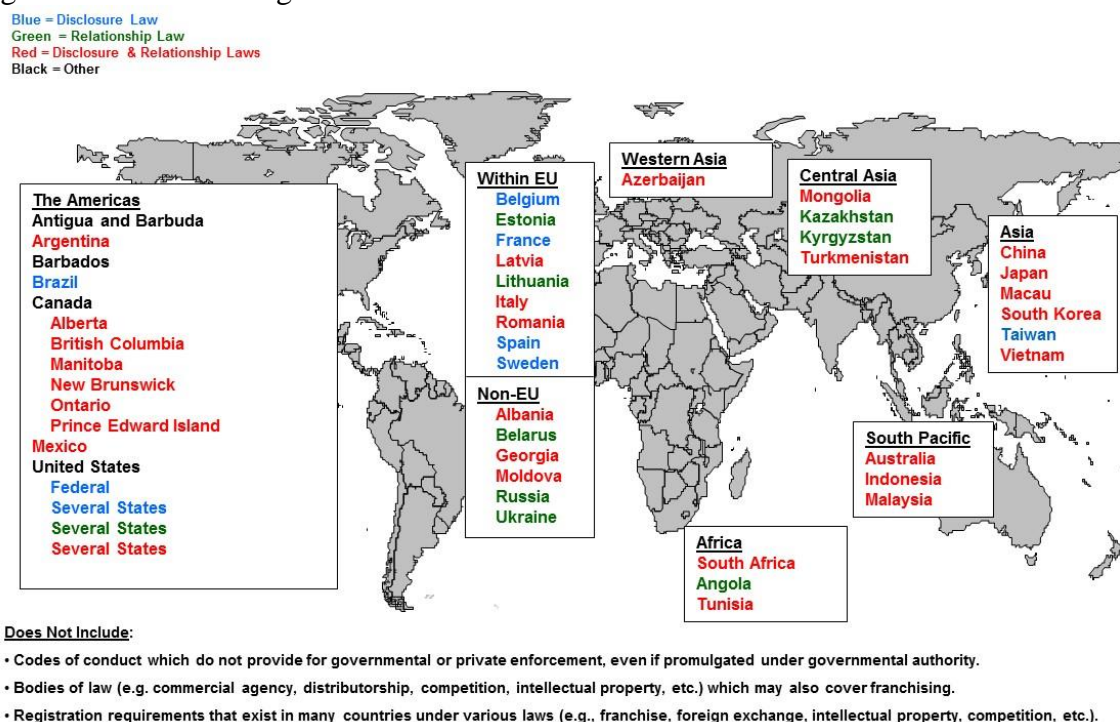 Blue = Disclosure Law
Green = Relationship Law
Red = Disclosure & Relationship Laws
Black = Other
The Americas
Antigua and Barbuda
Argentina
Barbados
Brazil
Canada
Alberta
British Columbia
Manitoba
New Brunswick
Ontario
Prince Edward Island
Mexico
United States
Federal
Several States
Several States
Several States
Within EU
Belgium
Estonia
France
Latvia
Lithuania
Italy
Romania
Spain
Sweden
Non-EU
Albania
Belarus
Georgia
Moldova
Russia
Ukraine
Western Asia
Azerbaijan
Central Asia
Mongolia
Kazakhstan
Kyrgyzstan
Turkmenistan
Asia
China
Japan
Macau
South Korea
Taiwan
Vietnam
South Pacific
Australia
Indonesia
Malaysia
Africa
South Africa
Angola
Tunisia
Does Not Include:
• Codes of conduct which do not provide for governmental or private enforcement, even if promulgated under governmental authority.
• Bodies of law (e.g. commercial agency, distributorship, competition, intellectual property, etc.) which may also cover franchising.
• Registration requirements that exist in many countries under various laws (e.g., franchise, foreign exchange, intellectual property, competition, etc.).